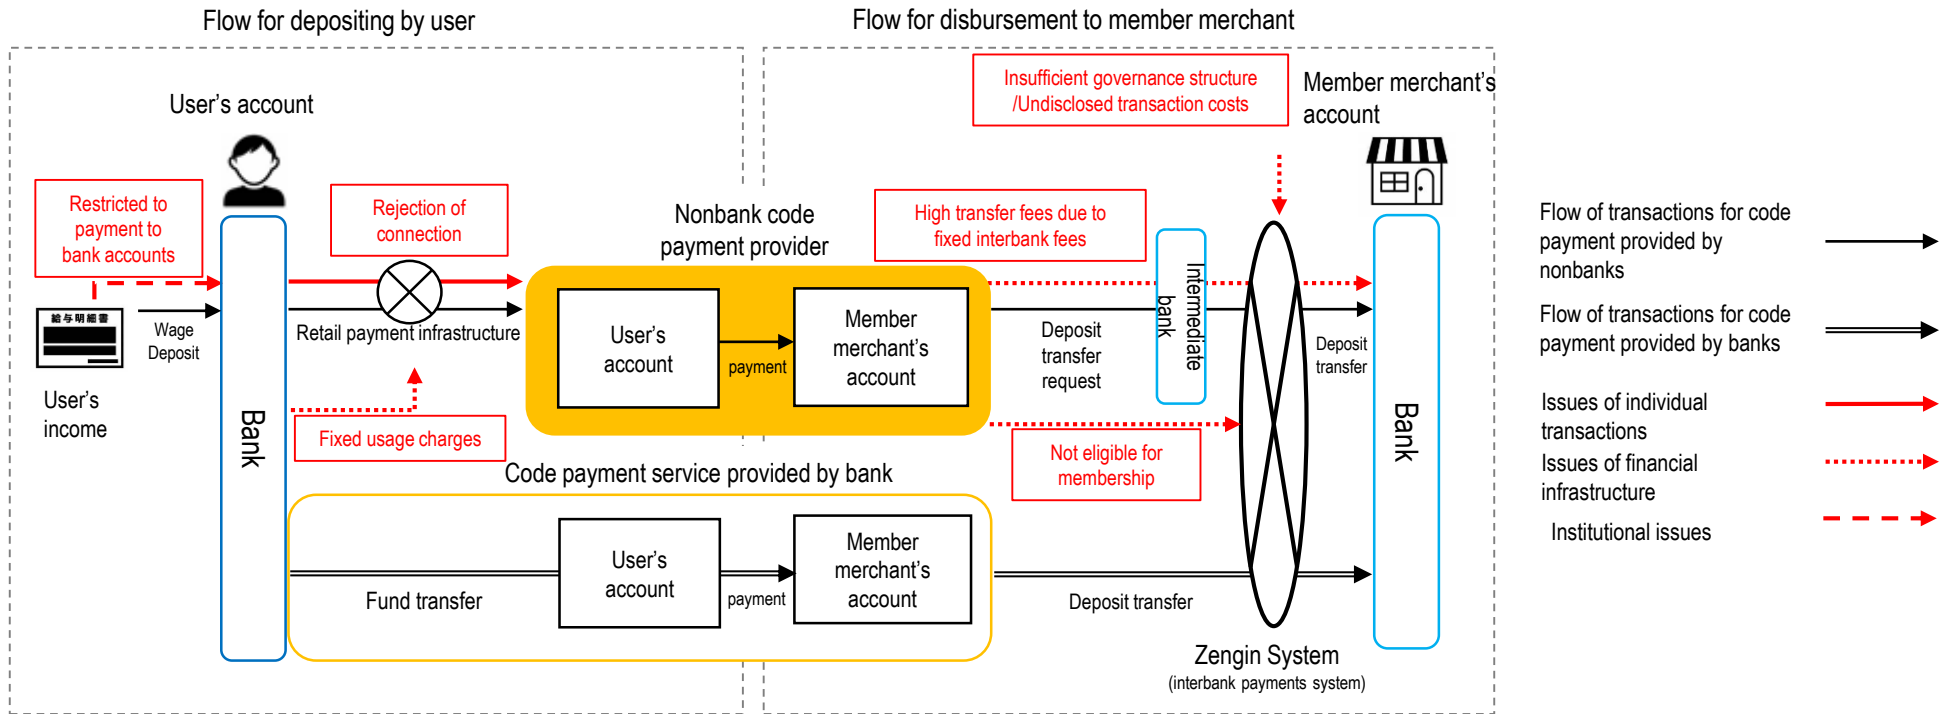 Flow for depositing by user
Flow for disbursement to member merchant
User's account
Insufficient governance structure
/Undisclosed transaction costs
Member merchant's
account
Restricted to
payment to
bank accounts
Rejection of
connection
Nonbank code
payment provider
High transfer fees due to
fixed interbank fees
給与明細書
Wage
Deposit
User's
income
Bank
Retail payment infrastructure
Fixed usage charges
User's
account
payment
Member
merchant's
account
Deposit
transfer
request
Intermediate
bank
Deposit
transfer
Bank
Not eligible for
membership
Code payment service provided by bank
Fund transfer
User's
account
payment
Member
merchant's
account
Deposit transfer
Zengin System
(interbank payments system)
Flow of transactions for code
payment provided by
nonbanks
Flow of transactions for code
payment provided by banks
Issues of individual
transactions
Issues of financial
infrastructure
Institutional issues